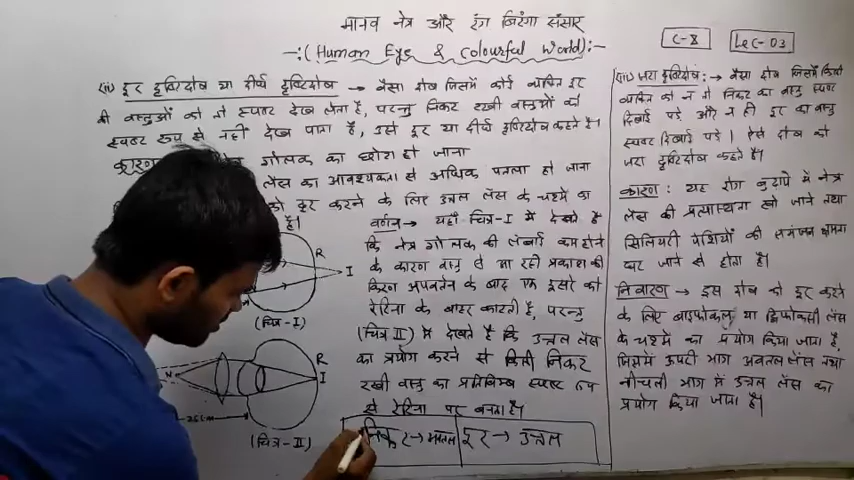 मानव नेत्र और रंग बिरंगा संसार
-:( Human Eye & colourful World):-
C-8
Lec-03
(ii) दूर दृष्टिदोष या दीर्घ दृष्टिदोष → वैसा दोष जिसमें कोई व्यक्ति दूर
की वस्तुओं को तो स्पष्ट देख लेता है, परन्तु निकट रखी वस्तुओं को
स्पष्ट रूप से नहीं देख पाता है, इसे दूर या दीर्घ दृष्टिदोष कहते है।
कारण गोलक का छोटा हो जाना
लेंस का आवश्यकता से अधिक पतला हो जाना
को दूर करने के लिए उत्तल लेंस के चश्मे का
है।
वर्णन → यहाँ चित्र-I में देखते है
कि नेत्र गोलक की लंबाई कम होने
के कारण वस्तु से आ रही प्रकाश की
किरण अपवर्तन के बाद एक दूसरे को
रेटिना के बाहर काटती है, परन्तु
(चित्र II) में देखते है कि उत्तल लेंस
का प्रयोग करने से किसी निकट
रखी वस्तु का प्रतिबिम्ब स्पष्ट रूप
से रेटिना पर बनता है।
R
I
(चित्र-I)
N
R
I
25cm
(चित्र-II)
निकट → अवतल
दूर → उत्तल
(iii) जरा दृष्टिदोष :→ वैसा दोष जिसमें किसी
व्यक्ति को न तो निकट का वस्तु स्पष्ट
दिखाई पड़े और न ही दूर का वस्तु
स्पष्ट दिखाई पड़े। ऐसे दोष को
जरा दृष्टिदोष कहते है।
कारण : यह रोग बुढ़ापे में नेत्र
लेंस की प्रत्यास्थता खो जाने तथा
सिलियरी पेशियों की समंजन क्षमता
घट जाने से होता है।
निवारण → इस दोष को दूर करने
के लिए बाइफोकल या द्विफोकसी लेंस
के चश्मे का प्रयोग किया जाता है,
जिसमें ऊपरी भाग अवतल लेंस तथा
नीचली भाग में उत्तल लेंस का
प्रयोग किया जाता है।